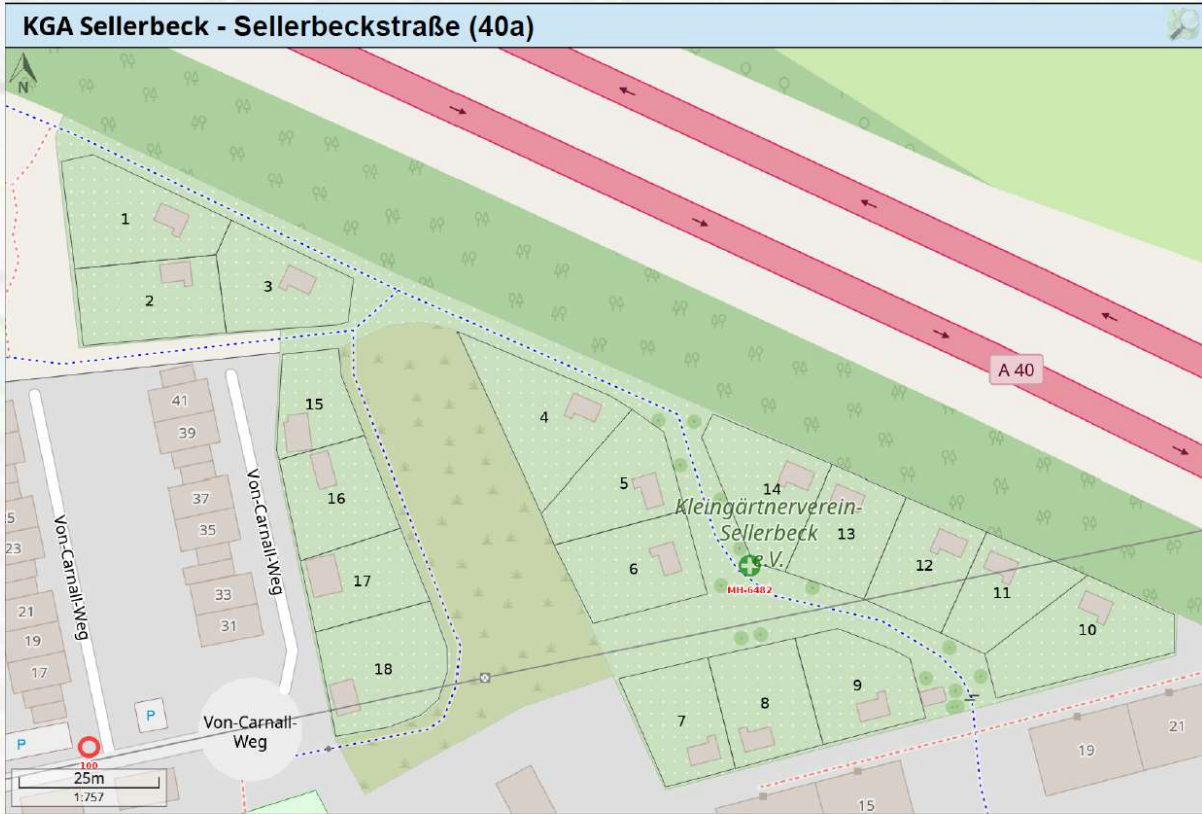 KGA Sellerbeck - Sellerbeckstraße (40a)
N
A 40
1
2
3
4
5
6
7
8
9
10
11
12
13
14
15
16
17
18
41
39
37
35
33
31
25
23
21
19
17
Von-Carnall-Weg
Von-Carnall-Weg
Von-Carnall-
Weg
Kleingärtnerverein-
Sellerbeck
e.V.
MH-6482
P
P
100
19
21
15
25m
1:757